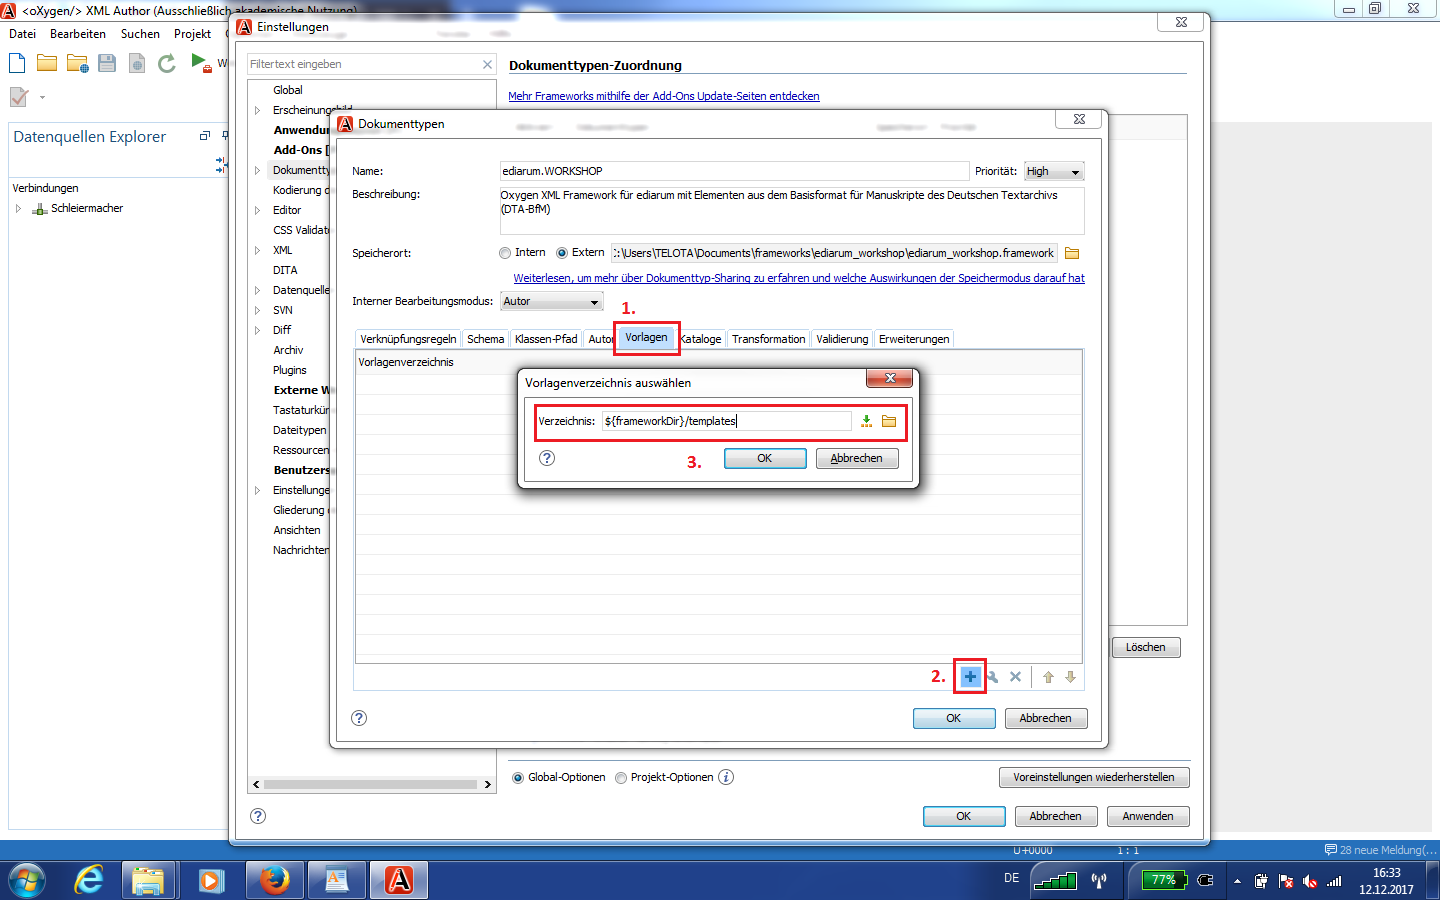 <oXygen/> XML Author (Ausschließlich akademische Nutzung)
Datei Bearbeiten Suchen Projekt
Datenquellen Explorer
Verbindungen
Schleiermacher
Einstellungen
Filtertext eingeben
Global
Erscheinungsbild
Anwendun
Add-Ons [
Dokumentty
Kodierung d
Editor
CSS Validato
XML
DITA
Datenquelle
SVN
Diff
Archiv
Plugins
Externe W
Tastaturkür
Dateitypen
Ressourcen
Benutzers
Einstellunge
Gliederung
Ansichten
Nachrichten
Dokumenttypen-Zuordnung
Mehr Frameworks mithilfe der Add-Ons Update-Seiten entdecken
Dokumenttypen
Name: ediarum.WORKSHOP Priorität: High
Beschreibung: Oxygen XML Framework für ediarum mit Elementen aus dem Basisformat für Manuskripte des Deutschen Textarchivs
(DTA-BfM)
Speicherort: Intern Extern C:\Users\TELOTA\Documents\frameworks\ediarum_workshop\ediarum_workshop.framework
Weiterlesen, um mehr über Dokumenttyp-Sharing zu erfahren und welche Auswirkungen der Speichermodus darauf hat
Interner Bearbeitungsmodus: Autor
1.
Verknüpfungsregeln Schema Klassen-Pfad Autor Vorlagen Kataloge Transformation Validierung Erweiterungen
Vorlagenverzeichnis
Vorlagenverzeichnis auswählen
Verzeichnis: ${frameworkDir}/templates
3. OK Abbrechen
2.
OK Abbrechen
Löschen
Global-Optionen Projekt-Optionen Voreinstellungen wiederherstellen
OK Abbrechen Anwenden
U+0000 1 : 1 28 neue Meldung(...
DE 77% 16:33
12.12.2017